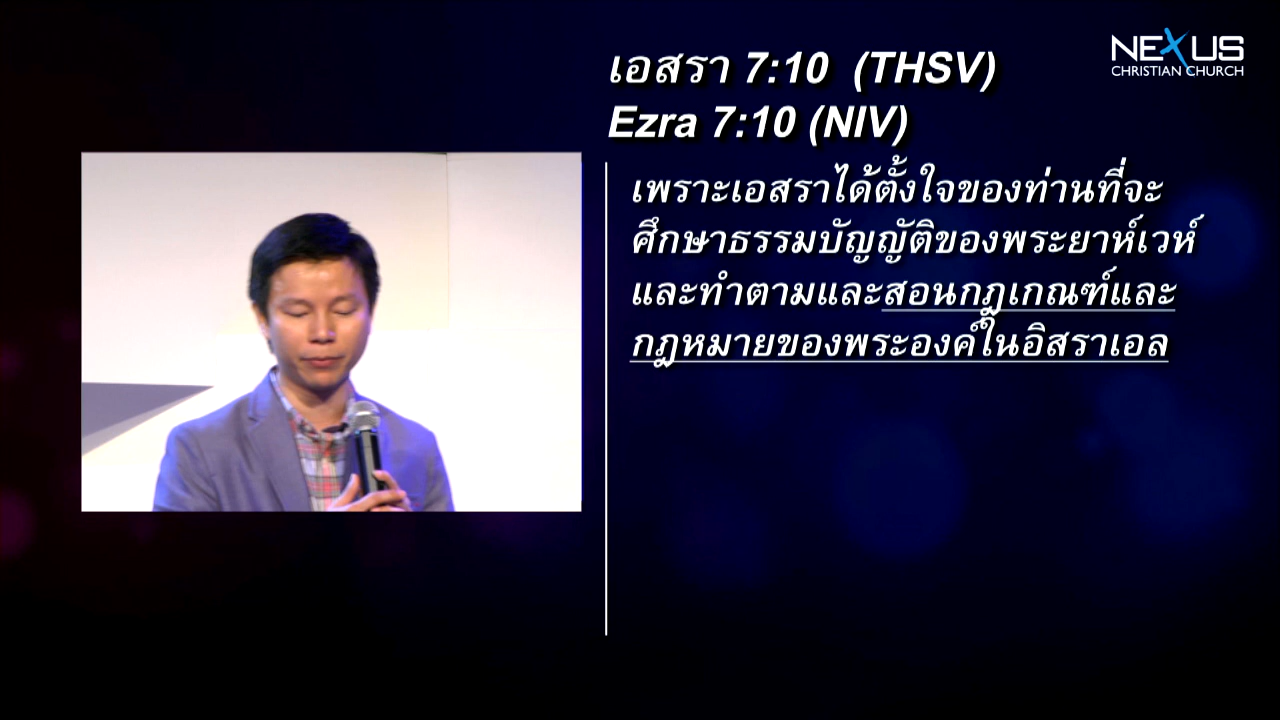 NEXUS
CHRISTIAN CHURCH
เอสรา 7:10 (THSV)
Ezra 7:10 (NIV)
เพราะเอสราได้ตั้งใจของท่านที่จะ
ศึกษาธรรมบัญญัติของพระยาห์เวห์
และทำตามและสอนกฎเกณฑ์และ
กฎหมายของพระองค์ในอิสราเอล